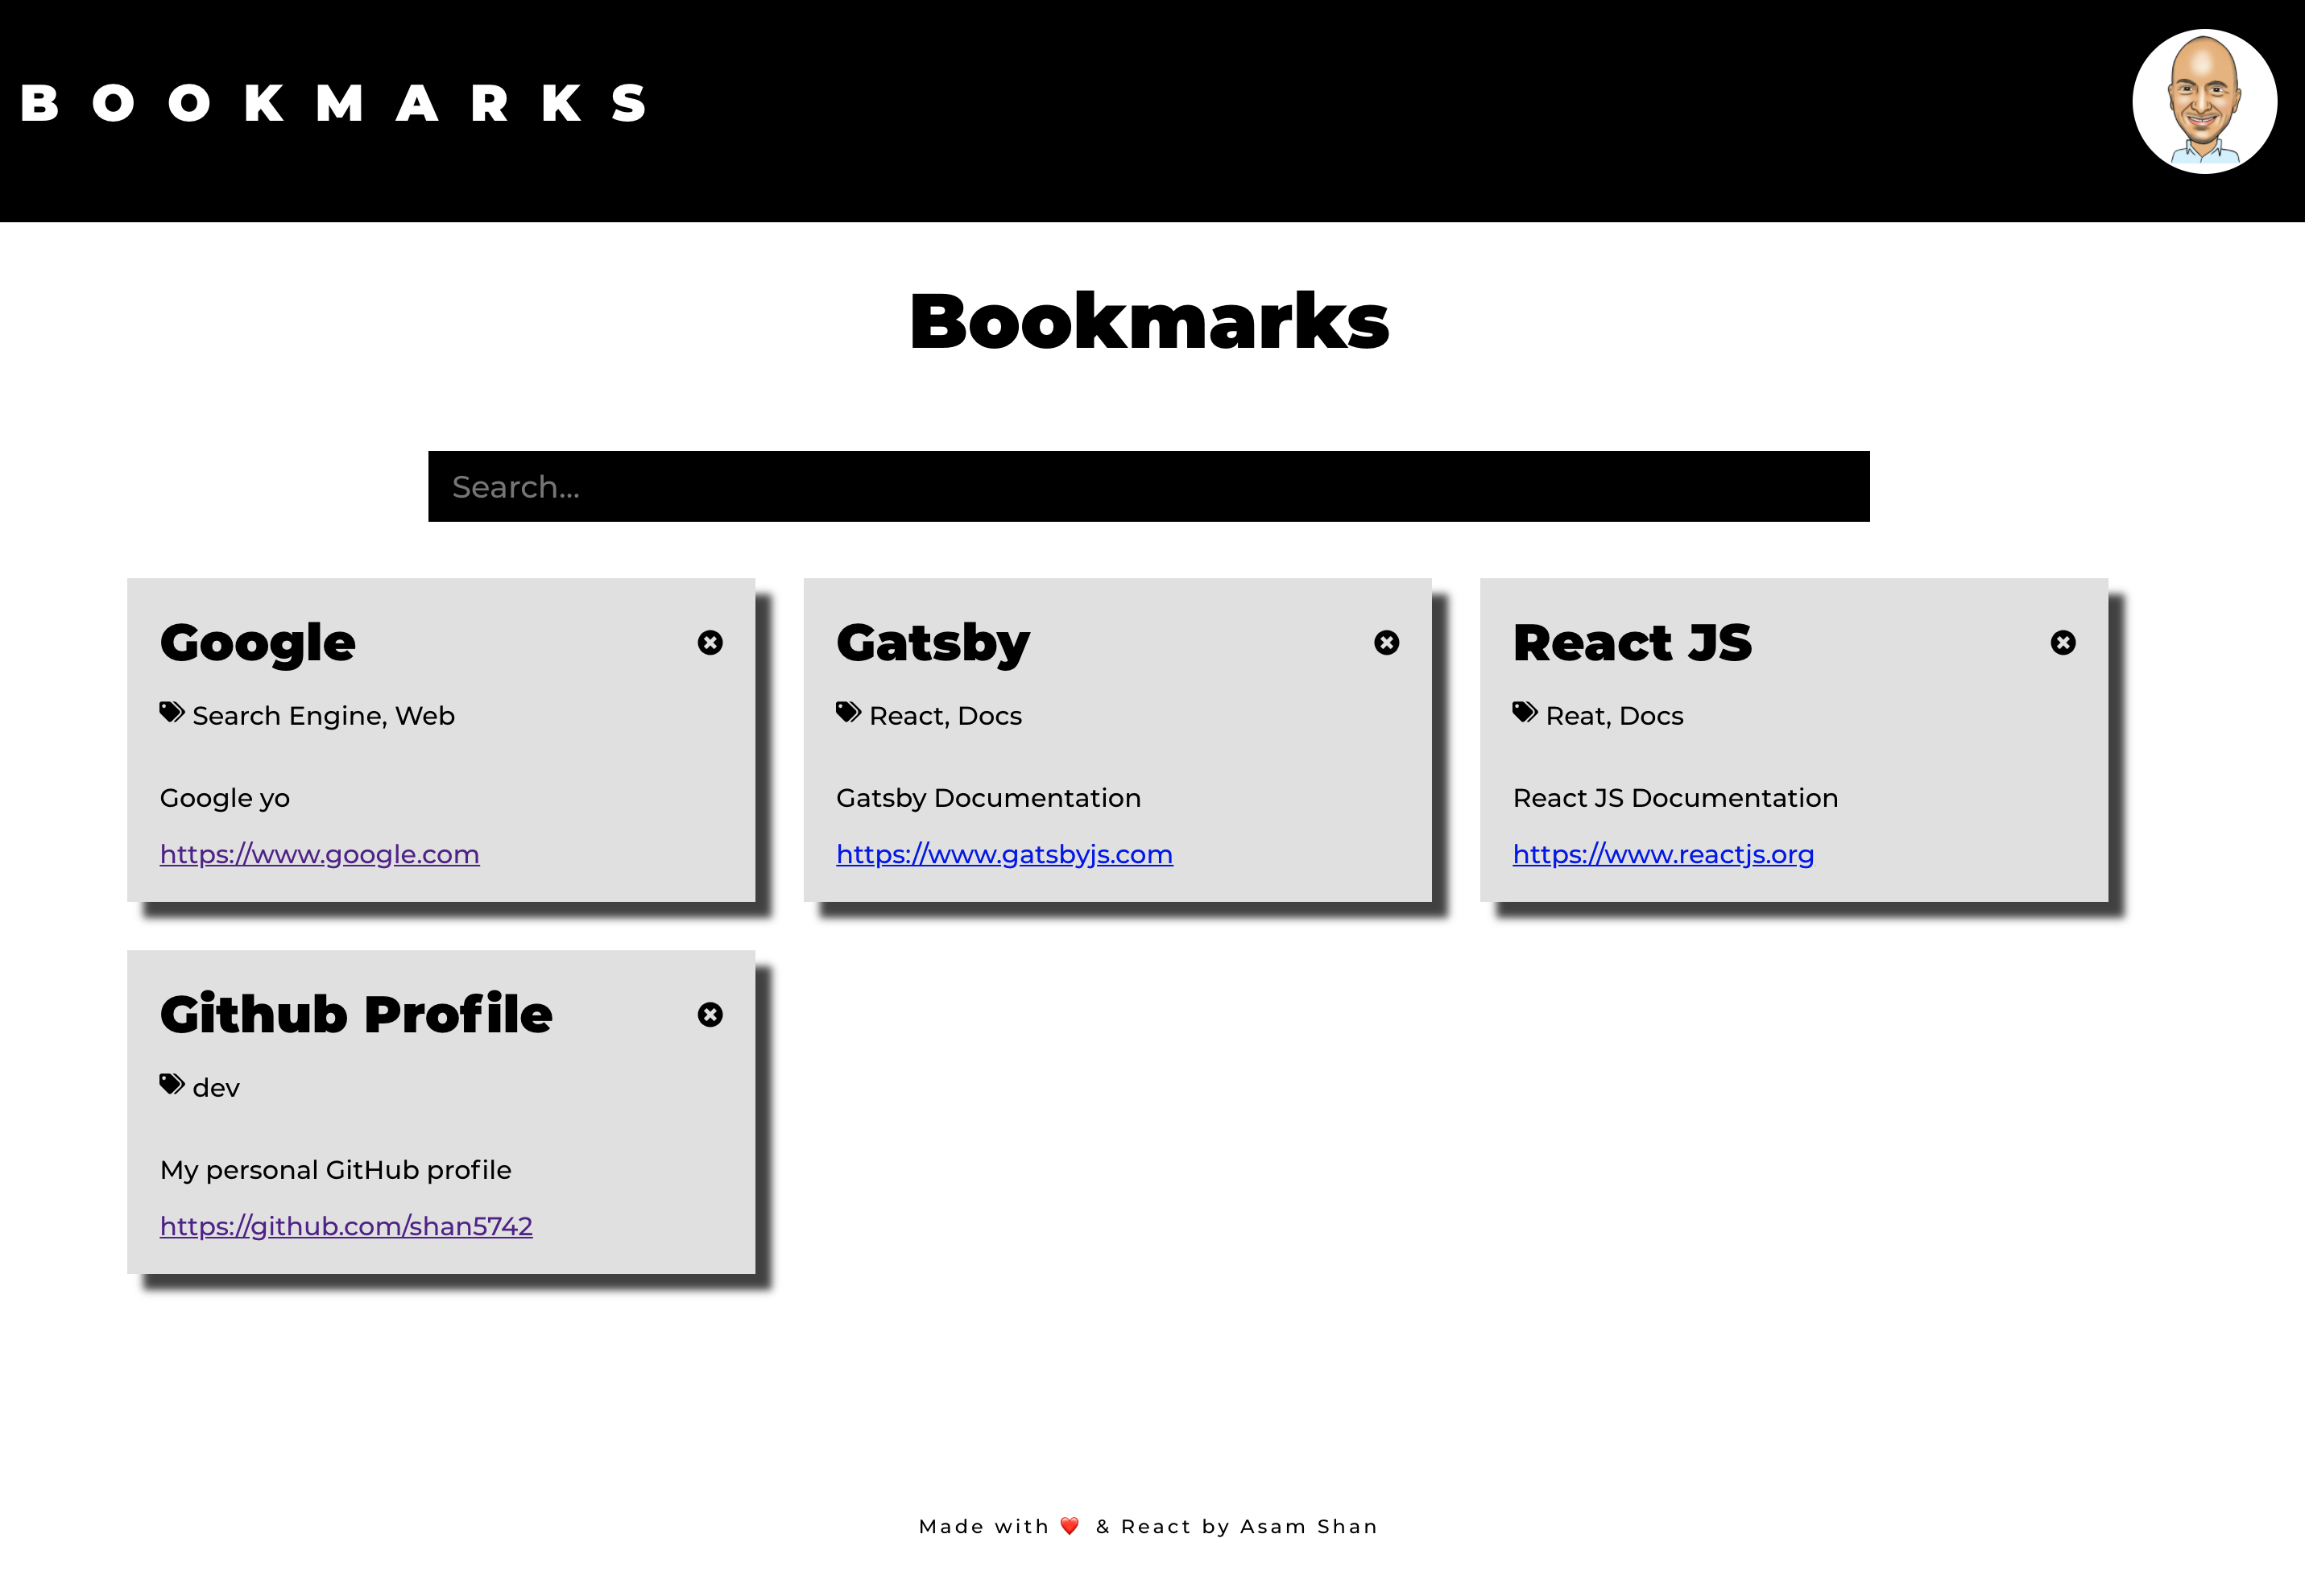 BOOKMARKS
Bookmarks
Search...
Google
Search Engine, Web
Google yo
https://www.google.com
Gatsby
React, Docs
Gatsby Documentation
https://www.gatsbyjs.com
React JS
Reat, Docs
React JS Documentation
https://www.reactjs.org
Github Profile
dev
My personal GitHub profile
https://github.com/shan5742
Made with ❤️ & React by Asam Shan